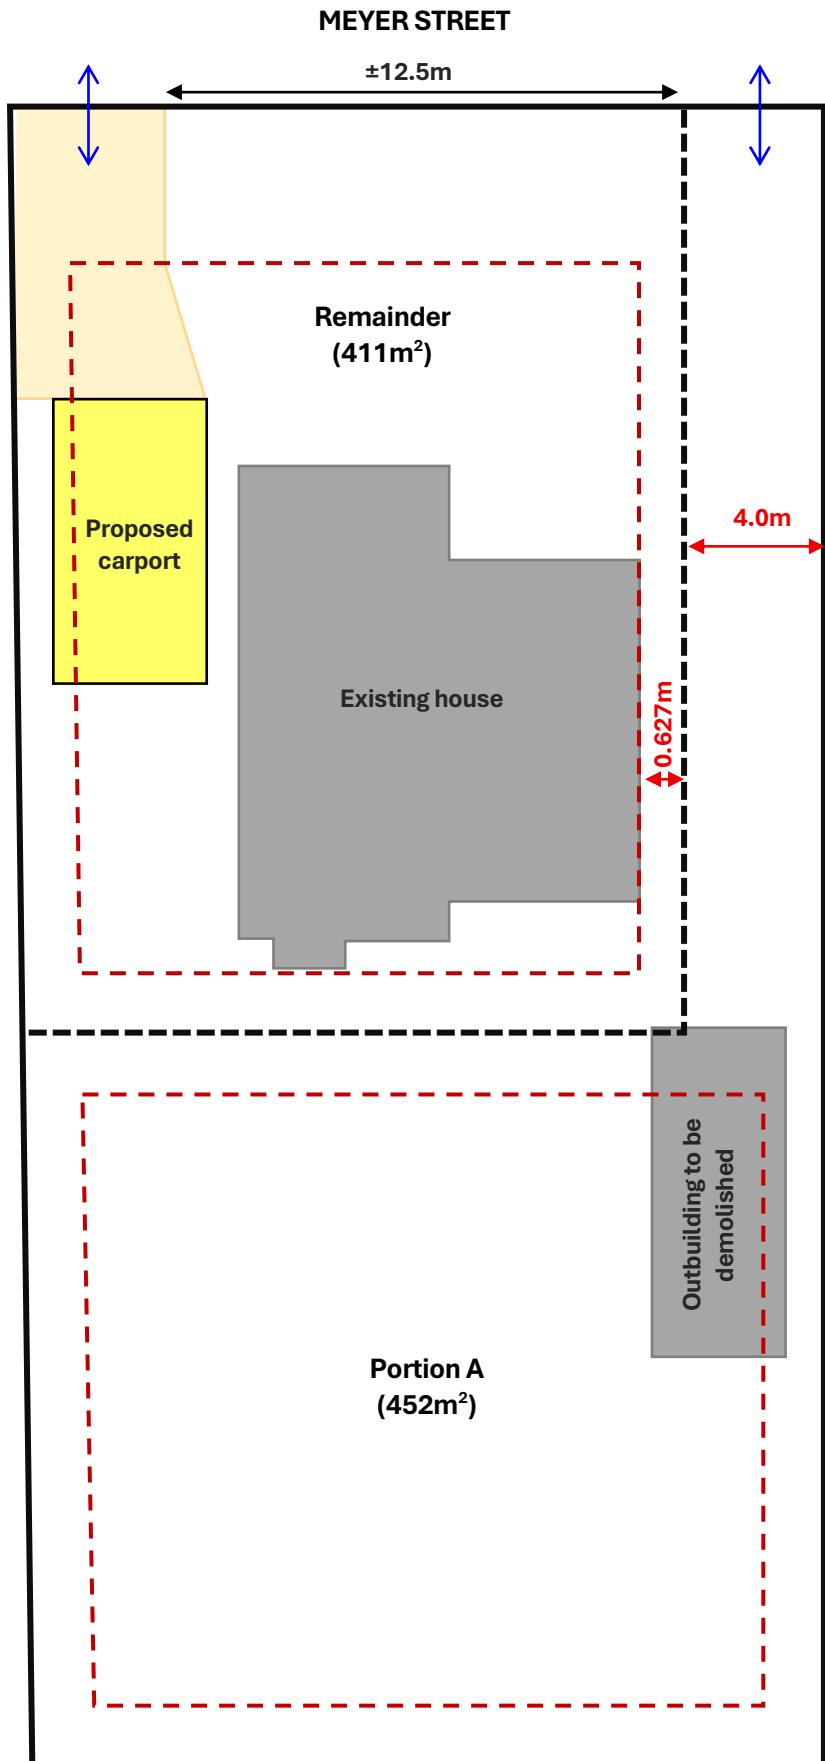 MEYER STREET
±12.5m
Remainder
(411m²)
4.0m
Proposed
carport
Existing house
0.627m
Outbuilding to be
demolished
Portion A
(452m²)